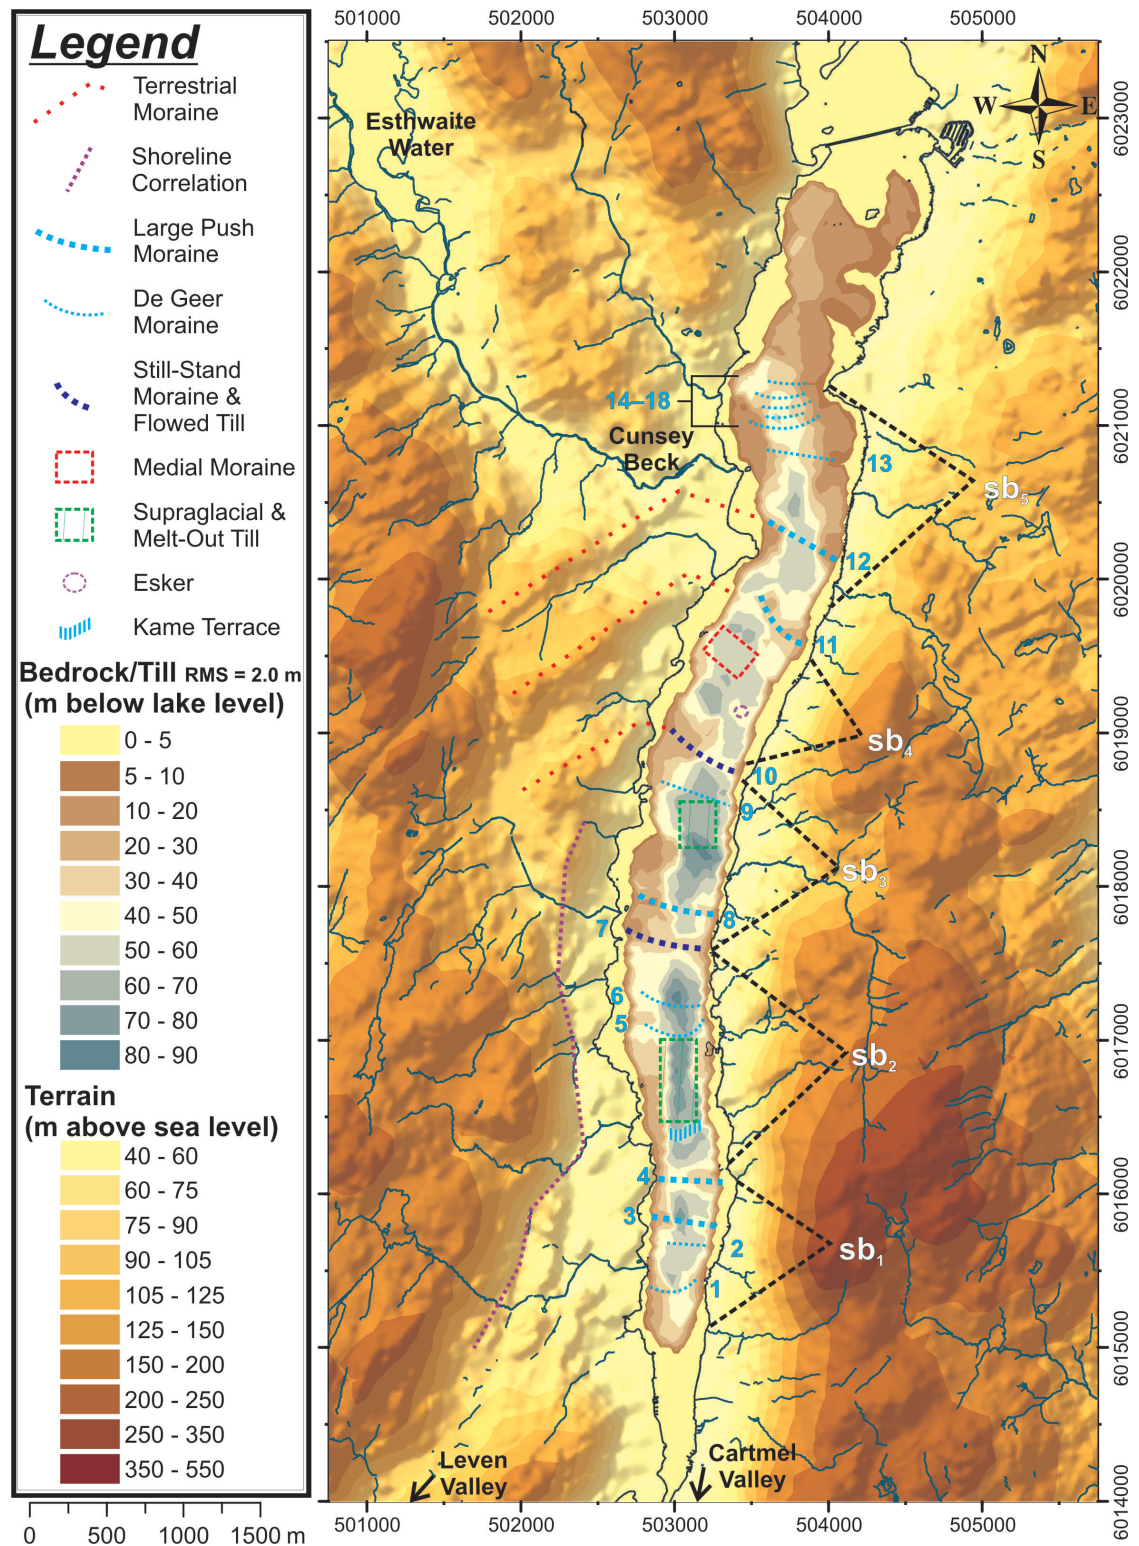 Legend
Terrestrial
Moraine
Shoreline
Correlation
Large Push
Moraine
De Geer
Moraine
Still-Stand
Moraine &
Flowed Till
Medial Moraine
Supraglacial &
Melt-Out Till
Esker
Kame Terrace
Bedrock/Till RMS = 2.0 m
(m below lake level)
0 - 5
5 - 10
10 - 20
20 - 30
30 - 40
40 - 50
50 - 60
60 - 70
70 - 80
80 - 90
Terrain
(m above sea level)
40 - 60
60 - 75
75 - 90
90 - 105
105 - 125
125 - 150
150 - 200
200 - 250
250 - 350
350 - 550
0 500 1000 1500 m
501000 502000 503000 504000 505000
N
W E
S
Esthwaite
Water
14–18
Cunsey
Beck
13
sb5
12
11
sb4
10
9
sb3
8
7
6
5
sb2
4
3
2
sb1
1
Leven
Valley
Cartmel
Valley
6023000
6022000
6021000
6020000
6019000
6018000
6017000
6016000
6015000
6014000
501000 502000 503000 504000 505000